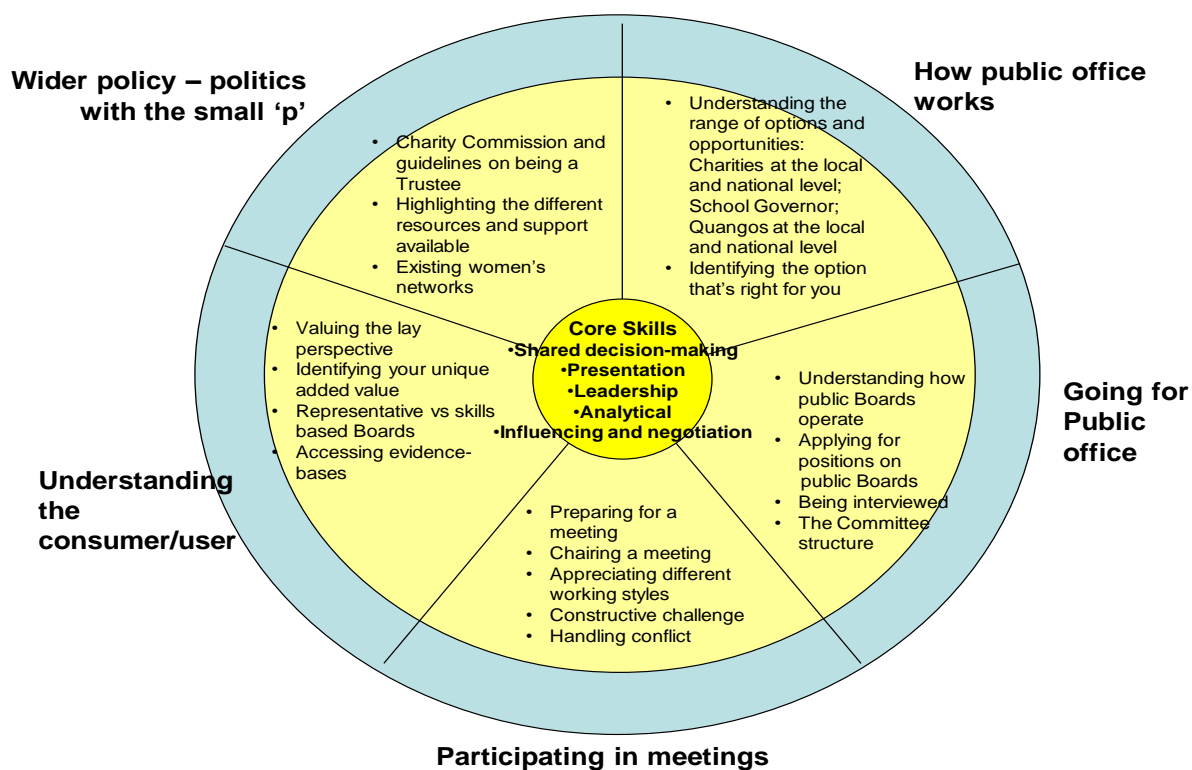 Wider policy – politics
with the small ‘p’
How public office
works
• Charity Commission and
guidelines on being a
Trustee
• Highlighting the different
resources and support
available
• Existing women’s
networks
• Understanding the
range of options and
opportunities:
Charities at the local
and national level;
School Governor;
Quangos at the local
and national level
• Identifying the option
that’s right for you
• Valuing the lay
perspective
• Identifying your unique
added value
• Representative vs skills
based Boards
• Accessing evidence-
bases
Core Skills
•Shared decision-making
•Presentation
•Leadership
•Analytical
•Influencing and negotiation
• Understanding how
public Boards
operate
• Applying for
positions on
public Boards
• Being interviewed
• The Committee
structure
Going for
Public
office
Understanding
the
consumer/user
• Preparing for a
meeting
• Chairing a meeting
• Appreciating different
working styles
• Constructive challenge
• Handling conflict
Participating in meetings